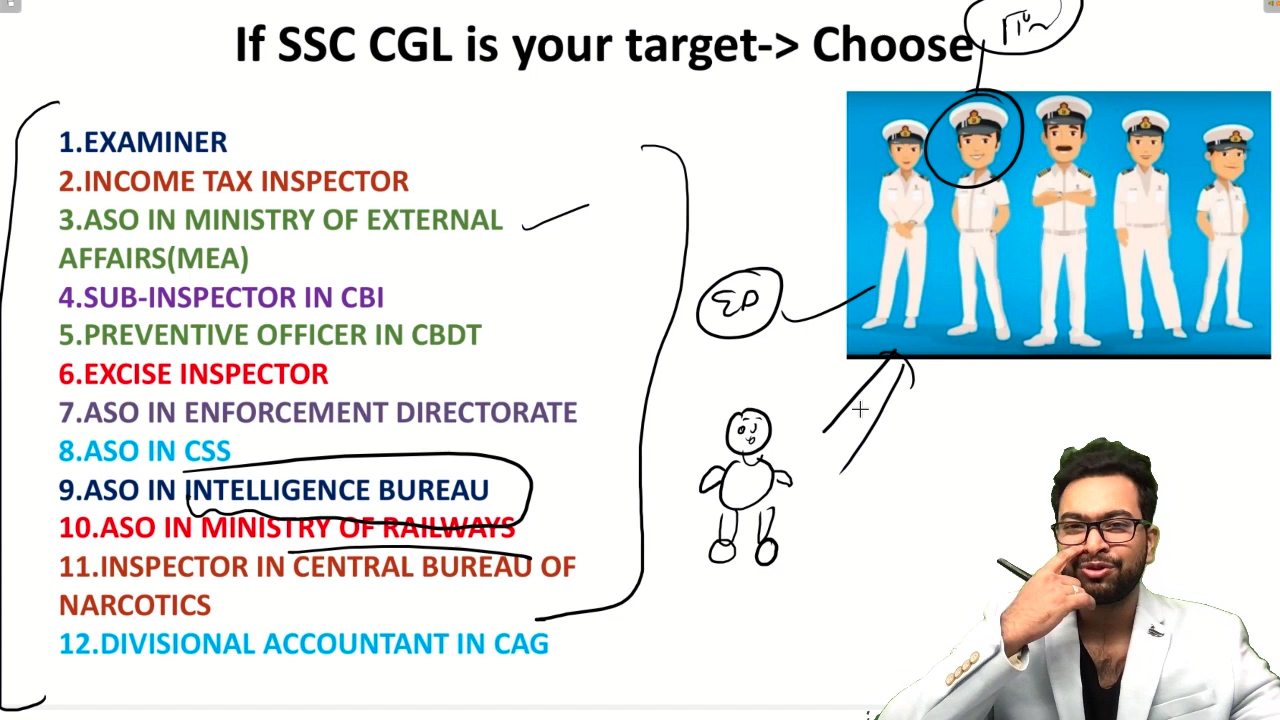 If SSC CGL is your target-> Choose
1.EXAMINER
2.INCOME TAX INSPECTOR
3.ASO IN MINISTRY OF EXTERNAL
AFFAIRS(MEA)
4.SUB-INSPECTOR IN CBI
5.PREVENTIVE OFFICER IN CBDT
6.EXCISE INSPECTOR
7.ASO IN ENFORCEMENT DIRECTORATE
8.ASO IN CSS
9.ASO IN INTELLIGENCE BUREAU
10.ASO IN MINISTRY OF RAILWAYS
11.INSPECTOR IN CENTRAL BUREAU OF
NARCOTICS
12.DIVISIONAL ACCOUNTANT IN CAG